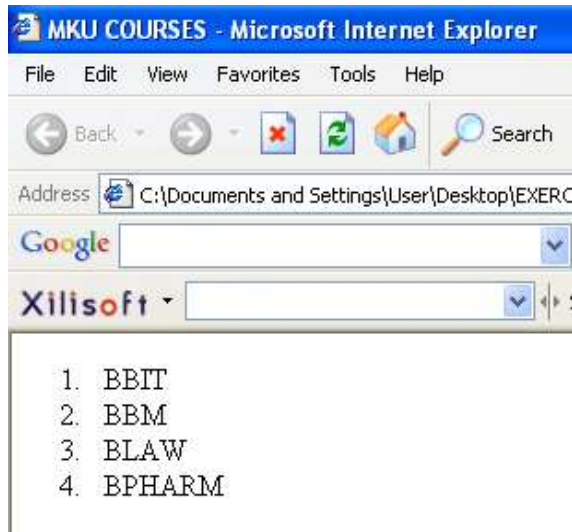 MKU COURSES - Microsoft Internet Explorer
File Edit View Favorites Tools Help
Back Search
Address C:\Documents and Settings\User\Desktop\EXERC
Google
Xilisoft
1. BBIT
2. BBM
3. BLAW
4. BPHARM